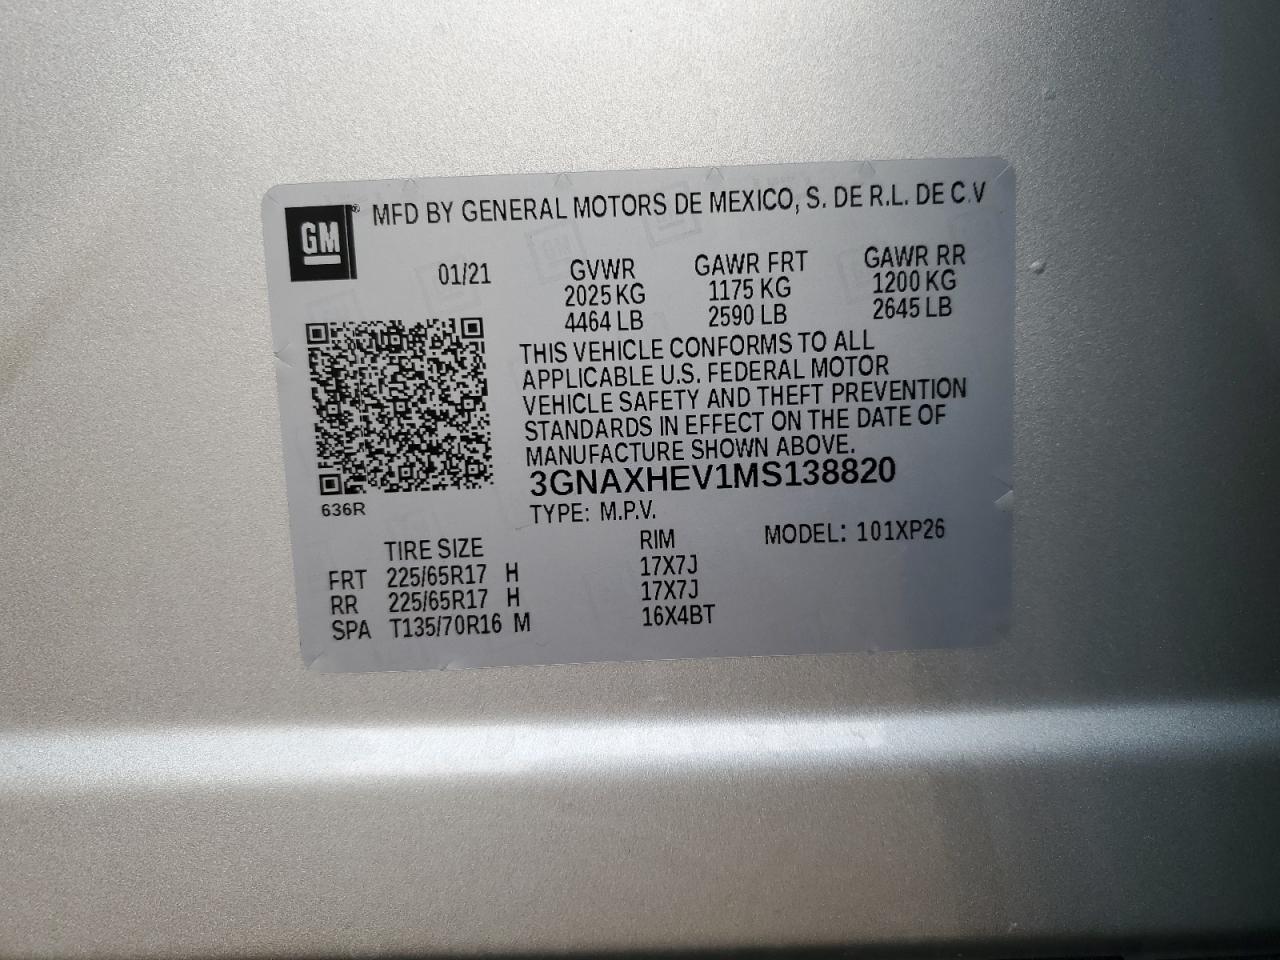 GM® MFD BY GENERAL MOTORS DE MEXICO, S. DE R.L. DE C.V
01/21 GVWR GAWR FRT GAWR RR
2025 KG 1175 KG 1200 KG
4464 LB 2590 LB 2645 LB
THIS VEHICLE CONFORMS TO ALL
APPLICABLE U.S. FEDERAL MOTOR
VEHICLE SAFETY AND THEFT PREVENTION
STANDARDS IN EFFECT ON THE DATE OF
MANUFACTURE SHOWN ABOVE.
3GNAXHEV1MS138820
636R
TYPE: M.P.V.
TIRE SIZE RIM MODEL: 101XP26
FRT 225/65R17 H 17X7J
RR 225/65R17 H 17X7J
SPA T135/70R16 M 16X4BT